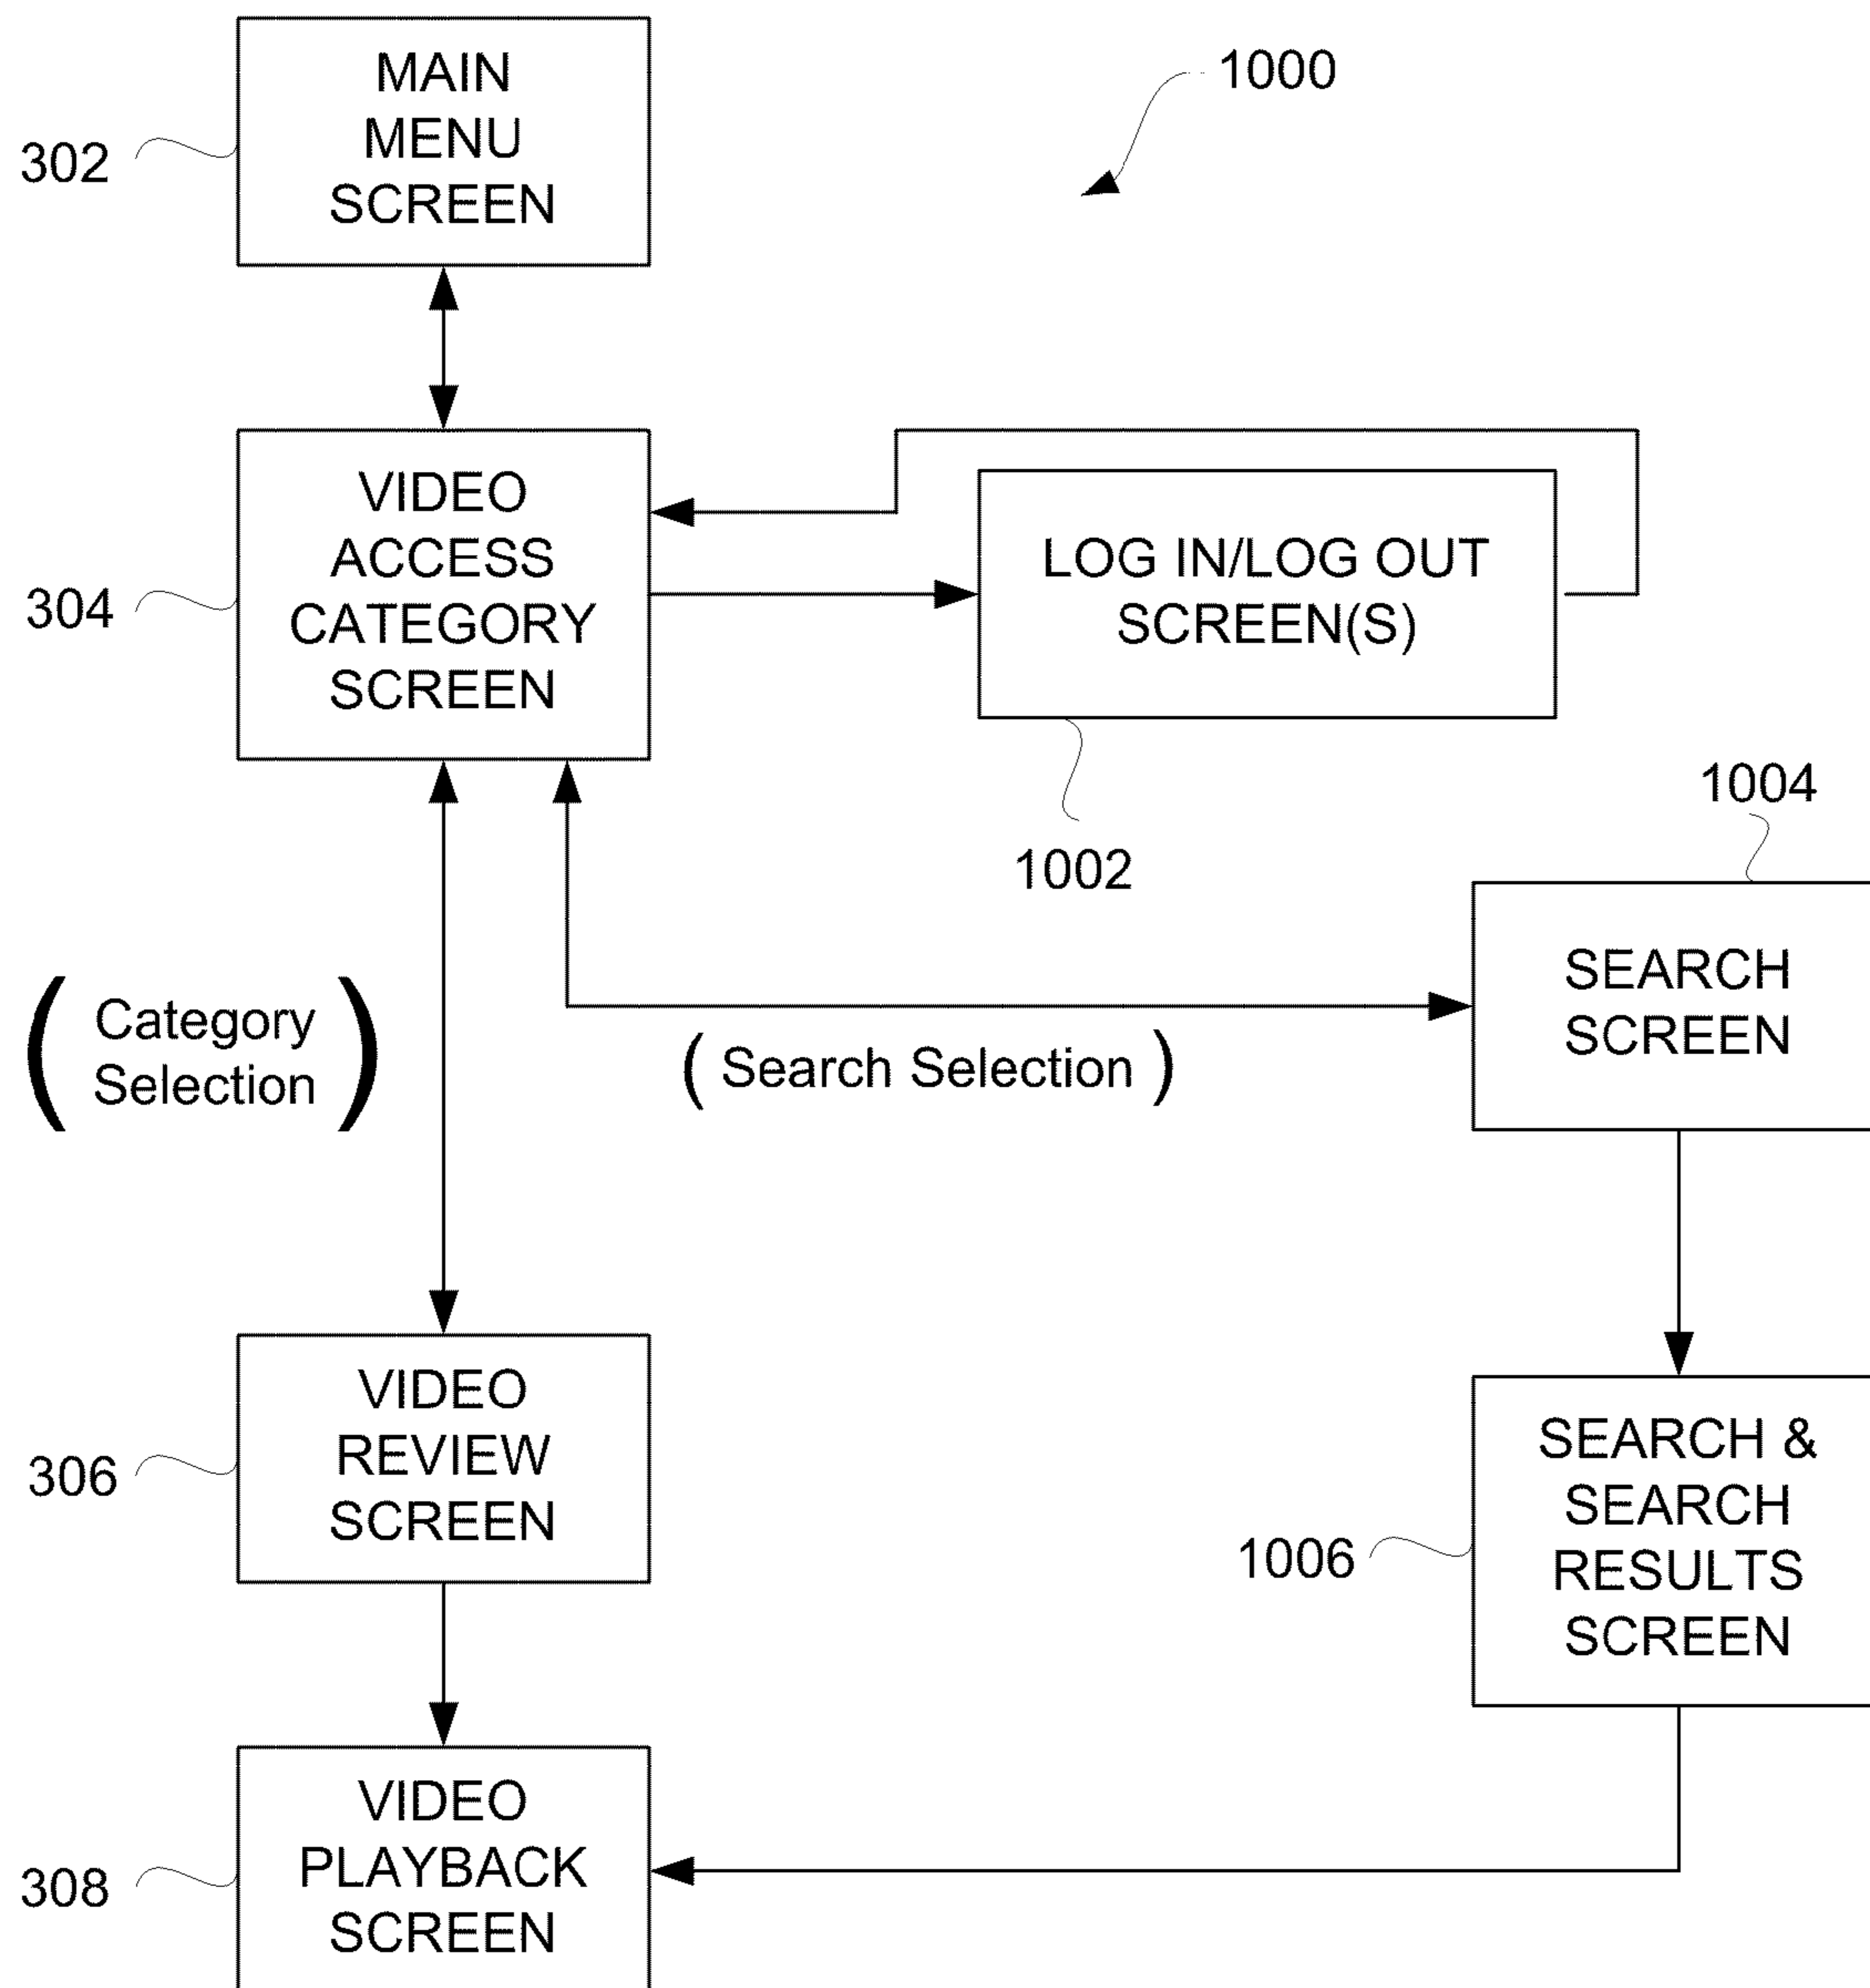 MAIN
MENU
SCREEN
302
1000
VIDEO
ACCESS
CATEGORY
SCREEN
304
LOG IN/LOG OUT
SCREEN(S)
1002
1004
( Category
Selection )
( Search Selection )
SEARCH
SCREEN
VIDEO
REVIEW
SCREEN
306
SEARCH &
SEARCH
RESULTS
SCREEN
1006
VIDEO
PLAYBACK
SCREEN
308